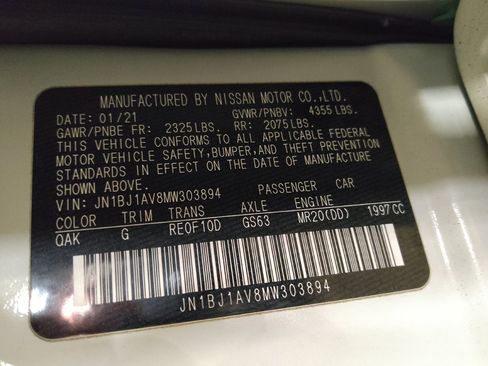 MANUFACTURED BY NISSAN MOTOR CO.,LTD.
DATE: 01/21 GVWR/PNBV: 4355 LBS.
GAWR/PNBE FR: 2325 LBS. RR: 2075 LBS.
THIS VEHICLE CONFORMS TO ALL APPLICABLE FEDERAL
MOTOR VEHICLE SAFETY, BUMPER, AND THEFT PREVENTION
STANDARDS IN EFFECT ON THE DATE OF MANUFACTURE
SHOWN ABOVE.
VIN: JN1BJ1AV8MW303894 PASSENGER CAR
COLOR TRIM TRANS AXLE ENGINE
QAK G RE0F10D GS63 MR20(DD) 1997CC
JN1BJ1AV8MW303894